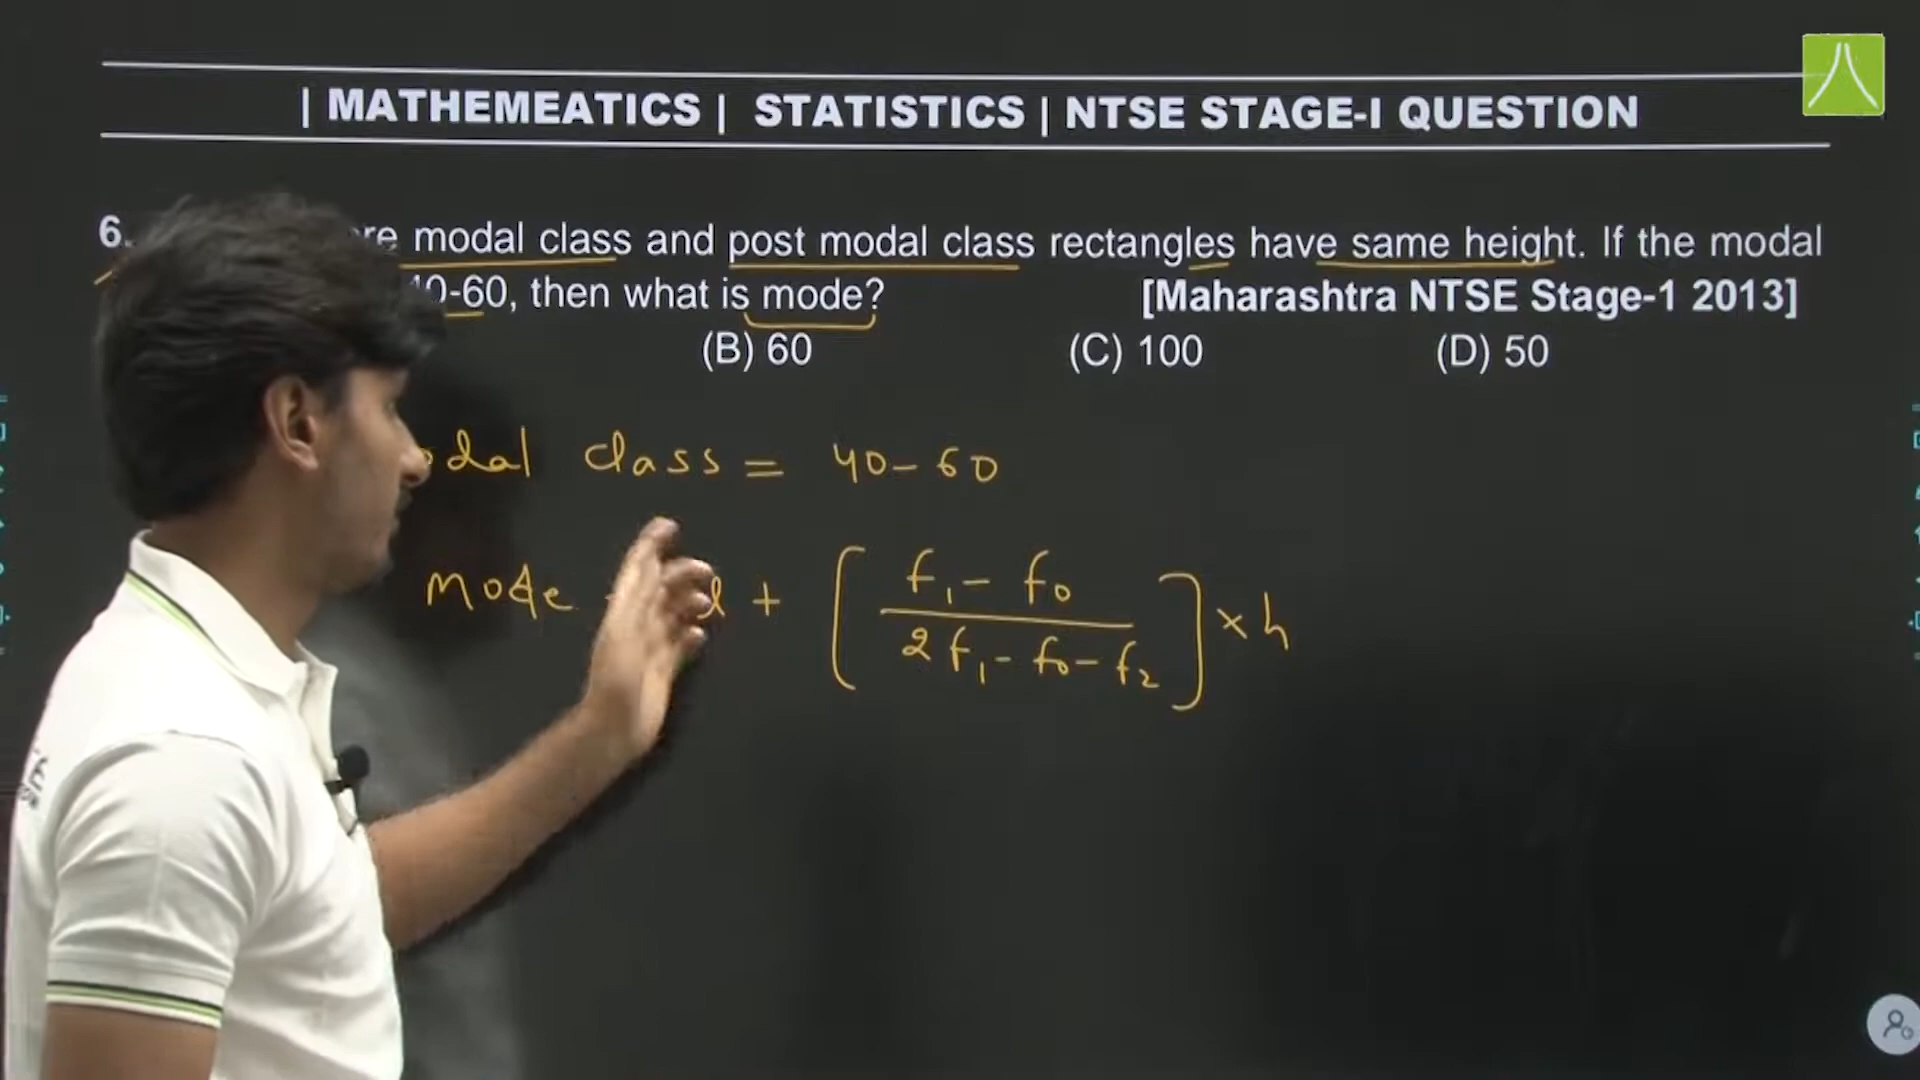 | MATHEMEATICS | STATISTICS | NTSE STAGE-I QUESTION
6. modal class and post modal class rectangles have same height. If the modal
0-60, then what is mode? [Maharashtra NTSE Stage-1 2013]
(B) 60 (C) 100 (D) 50
odal class = 40-60
mode l + [ f₁ - f₀ / 2f₁ - f₀ - f₂ ] × h